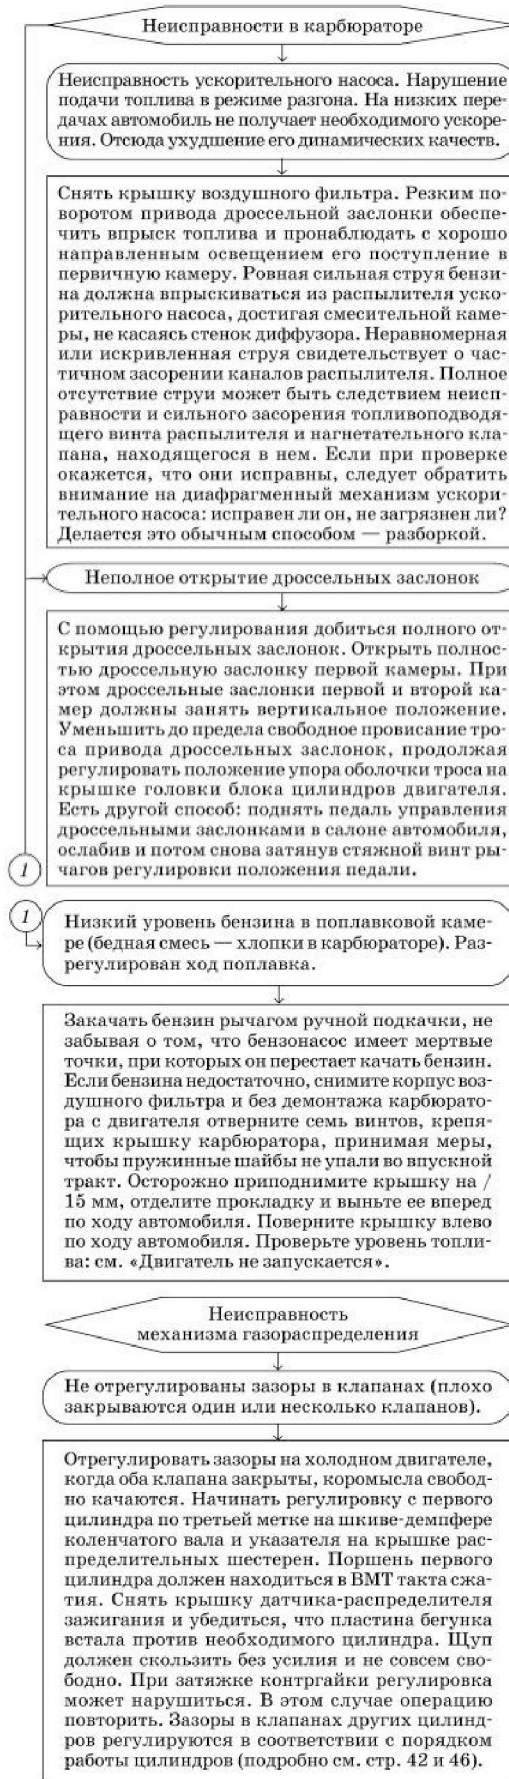 Неисправности в карбюраторе
Неисправность ускорительного насоса. Нарушение
подачи топлива в режиме разгона. На низких пере-
дачах автомобиль не получает необходимого ускоре-
ния. Отсюда ухудшение его динамических качеств.
Снять крышку воздушного фильтра. Резким по-
воротом привода дроссельной заслонки обеспе-
чить впрыск топлива и пронаблюдать с хорошо
направленным освещением его поступление в
первичную камеру. Ровная сильная струя бензи-
на должна впрыскиваться из распылителя уско-
рительного насоса, достигая смесительной каме-
ры, не касаясь стенок диффузора. Неравномерная
или искривленная струя свидетельствует о час-
тичном засорении каналов распылителя. Полное
отсутствие струи может быть следствием неисп-
равности и сильного засорения топливоподводя-
щего винта распылителя и нагнетательного кла-
пана, находящегося в нем. Если при проверке
окажется, что они исправны, следует обратить
внимание на диафрагменный механизм ускори-
тельного насоса: исправен ли он, не загрязнен ли?
Делается это обычным способом — разборкой.
Неполное открытие дроссельных заслонок
С помощью регулирования добиться полного от-
крытия дроссельных заслонок. Открыть полнос-
тью дроссельную заслонку первой камеры. При
этом дроссельные заслонки первой и второй ка-
мер должны занять вертикальное положение.
Уменьшить до предела свободное провисание тро-
са привода дроссельных заслонок, продолжая
регулировать положение упора оболочки троса на
крышке головки блока цилиндров двигателя.
Есть другой способ: поднять педаль управления
дроссельными заслонками в салоне автомобиля,
ослабив и потом снова затянув стяжной винт ры-
чагов регулировки положения педали.
1
1
Низкий уровень бензина в поплавковой каме-
ре (бедная смесь — хлопки в карбюраторе). Раз-
регулирован ход поплавка.
Закачать бензин рычагом ручной подкачки, не
забывая о том, что бензонасос имеет мертвые
точки, при которых он перестает качать бензин.
Если бензина недостаточно, снимите корпус воз-
душного фильтра и без демонтажа карбюрато-
ра с двигателя отверните семь винтов, крепя-
щих крышку карбюратора, принимая меры,
чтобы пружинные шайбы не упали во впускной
тракт. Осторожно приподнимите крышку на /
15 мм, отделите прокладку и выньте ее вперед
по ходу автомобиля. Поверните крышку влево
по ходу автомобиля. Проверьте уровень топли-
ва: см. «Двигатель не запускается».
Неисправность
механизма газораспределения
Не отрегулированы зазоры в клапанах (плохо
закрываются один или несколько клапанов).
Отрегулировать зазоры на холодном двигателе,
когда оба клапана закрыты, коромысла свобод-
но качаются. Начинать регулировку с первого
цилиндра по третьей метке на шкиве-демпфере
коленчатого вала и указателя на крышке рас-
пределительных шестерен. Поршень первого
цилиндра должен находиться в ВМТ такта сжа-
тия. Снять крышку датчика-распределителя
зажигания и убедиться, что пластина бегунка
встала против необходимого цилиндра. Щуп
должен скользить без усилия и не совсем сво-
бодно. При затяжке контргайки регулировка
может нарушиться. В этом случае операцию
повторить. Зазоры в клапанах других цилинд-
ров регулируются в соответствии с порядком
работы цилиндров (подробно см. стр. 42 и 46).